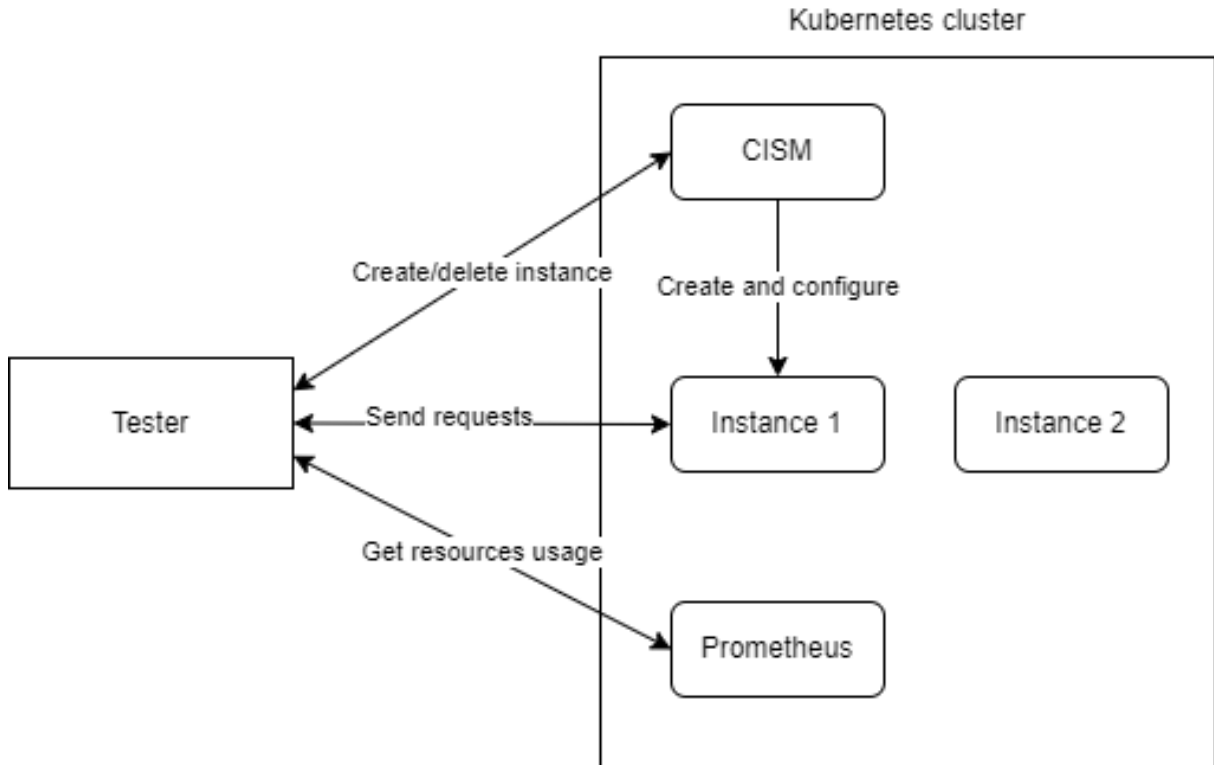 Kubernetes cluster
CISM
Create/delete instance
Create and configure
Tester
Send requests
Instance 1
Instance 2
Get resources usage
Prometheus